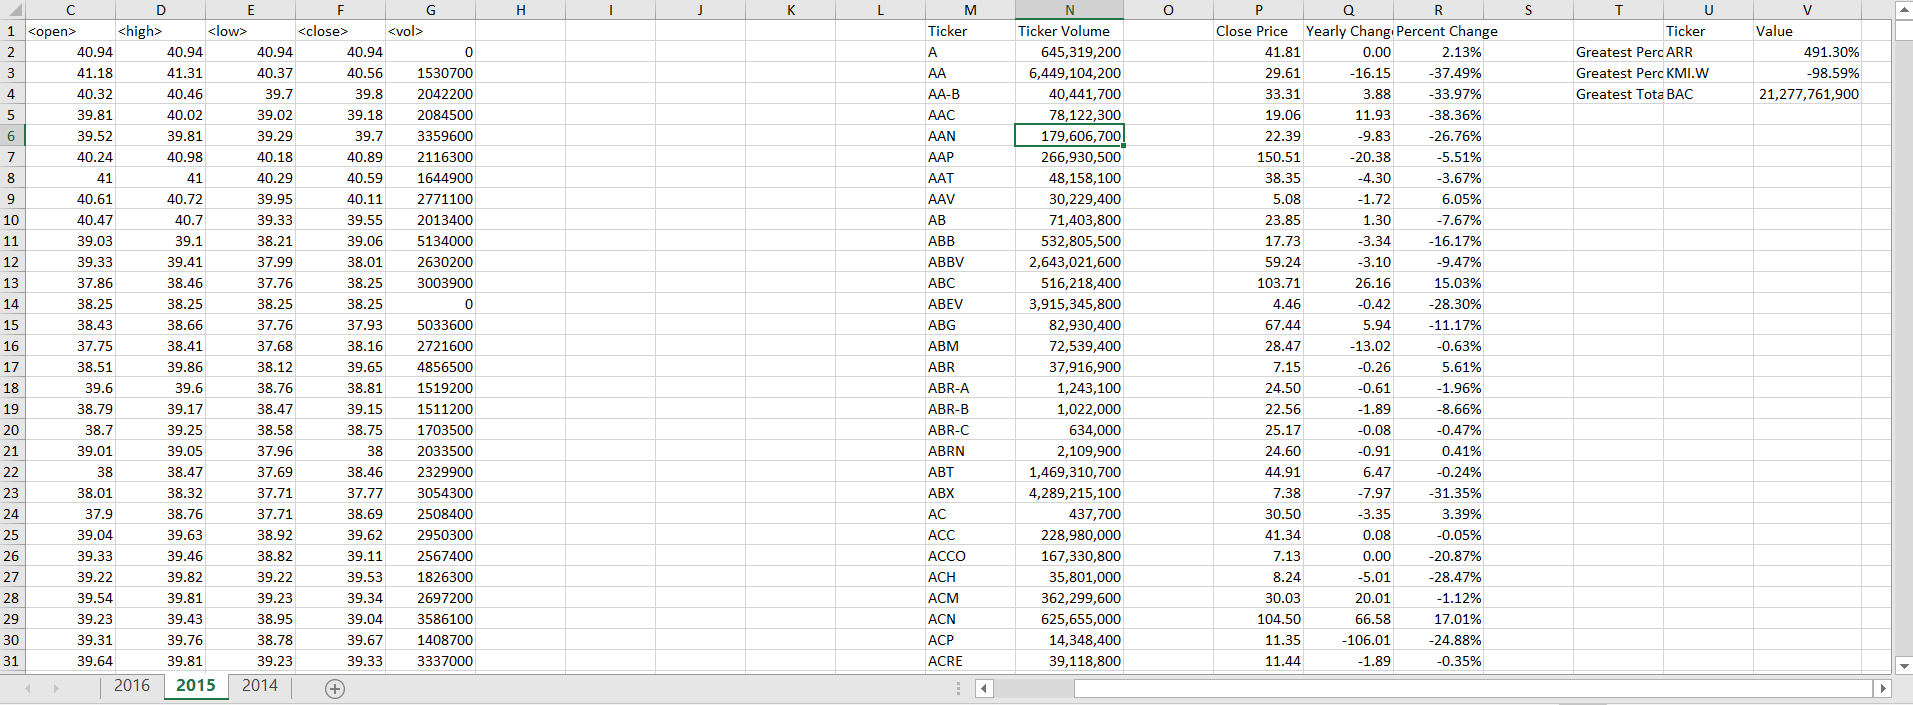 C D E F G H I J K L M N O P Q R S T U V
1 <open> <high> <low> <close> <vol> Ticker Ticker Volume Close Price Yearly Chang Percent Change Ticker Value
2 40.94 40.94 40.94 40.94 0 A 645,319,200 41.81 0.00 2.13% Greatest Perc ARR 491.30%
3 41.18 41.31 40.37 40.56 1530700 AA 6,449,104,200 29.61 -16.15 -37.49% Greatest Perc KMI.W -98.59%
4 40.32 40.46 39.7 39.8 2042200 AA-B 40,441,700 33.31 3.88 -33.97% Greatest Tota BAC 21,277,761,900
5 39.81 40.02 39.02 39.18 2084500 AAC 78,122,300 19.06 11.93 -38.36%
6 39.52 39.81 39.29 39.7 3359600 AAN 179,606,700 22.39 -9.83 -26.76%
7 40.24 40.98 40.18 40.89 2116300 AAP 266,930,500 150.51 -20.38 -5.51%
8 41 41 40.29 40.59 1644900 AAT 48,158,100 38.35 -4.30 -3.67%
9 40.61 40.72 39.95 40.11 2771100 AAV 30,229,400 5.08 -1.72 6.05%
10 40.47 40.7 39.33 39.55 2013400 AB 71,403,800 23.85 1.30 -7.67%
11 39.03 39.1 38.21 39.06 5134000 ABB 532,805,500 17.73 -3.34 -16.17%
12 39.33 39.41 37.99 38.01 2630200 ABBV 2,643,021,600 59.24 -3.10 -9.47%
13 37.86 38.46 37.76 38.25 3003900 ABC 516,218,400 103.71 26.16 15.03%
14 38.25 38.25 38.25 38.25 0 ABEV 3,915,345,800 4.46 -0.42 -28.30%
15 38.43 38.66 37.76 37.93 5033600 ABG 82,930,400 67.44 5.94 -11.17%
16 37.75 38.41 37.68 38.16 2721600 ABM 72,539,400 28.47 -13.02 -0.63%
17 38.51 39.86 38.12 39.65 4856500 ABR 37,916,900 7.15 -0.26 5.61%
18 39.6 39.6 38.76 38.81 1519200 ABR-A 1,243,100 24.50 -0.61 -1.96%
19 38.79 39.17 38.47 39.15 1511200 ABR-B 1,022,000 22.56 -1.89 -8.66%
20 38.7 39.25 38.58 38.75 1703500 ABR-C 634,000 25.17 -0.08 -0.47%
21 39.01 39.05 37.96 38 2033500 ABRN 2,109,900 24.60 -0.91 0.41%
22 38 38.47 37.69 38.46 2329900 ABT 1,469,310,700 44.91 6.47 -0.24%
23 38.01 38.32 37.71 37.77 3054300 ABX 4,289,215,100 7.38 -7.97 -31.35%
24 37.9 38.76 37.71 38.69 2508400 AC 437,700 30.50 -3.35 3.39%
25 39.04 39.63 38.92 39.62 2950300 ACC 228,980,000 41.34 0.08 -0.05%
26 39.33 39.46 38.82 39.11 2567400 ACCO 167,330,800 7.13 0.00 -20.87%
27 39.22 39.82 39.22 39.53 1826300 ACH 35,801,000 8.24 -5.01 -28.47%
28 39.54 39.81 39.23 39.34 2697200 ACM 362,299,600 30.03 20.01 -1.12%
29 39.23 39.43 38.95 39.04 3586100 ACN 625,655,000 104.50 66.58 17.01%
30 39.31 39.76 38.78 39.67 1408700 ACP 14,348,400 11.35 -106.01 -24.88%
31 39.64 39.81 39.23 39.33 3337000 ACRE 39,118,800 11.44 -1.89 -0.35%
2016 2015 2014